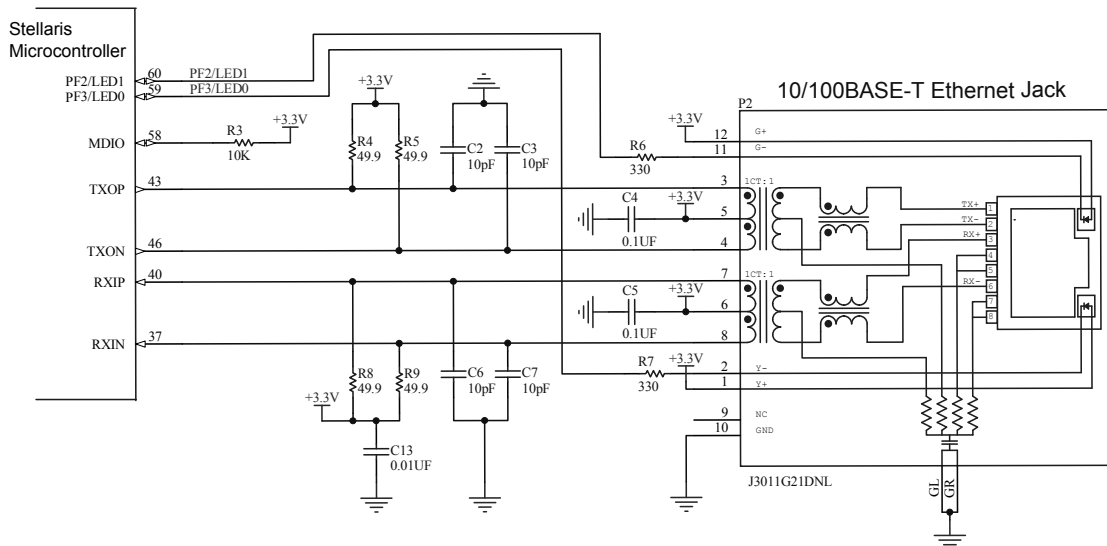 Stellaris
Microcontroller
PF2/LED1
60
PF2/LED1
PF3/LED0
59
PF3/LED0
MDIO
58
R3
10K
+3.3V
TXOP
43
TXON
46
RXIP
40
RXIN
37
+3.3V
R4
49.9
R5
49.9
C2
10pF
C3
10pF
R8
49.9
R9
49.9
+3.3V
C13
0.01UF
C6
10pF
C7
10pF
10/100BASE-T Ethernet Jack
P2
+3.3V
12
G+
11
G-
R6
330
3
1CT:1
C4
+3.3V
5
0.1UF
4
7
1CT:1
C5
+3.3V
6
0.1UF
8
R7
+3.3V
2
Y-
330
1
Y+
9
NC
10
GND
TX+
1
TX-
2
RX+
3
4
5
RX-
6
7
8
J3011G21DNL
GL
GR